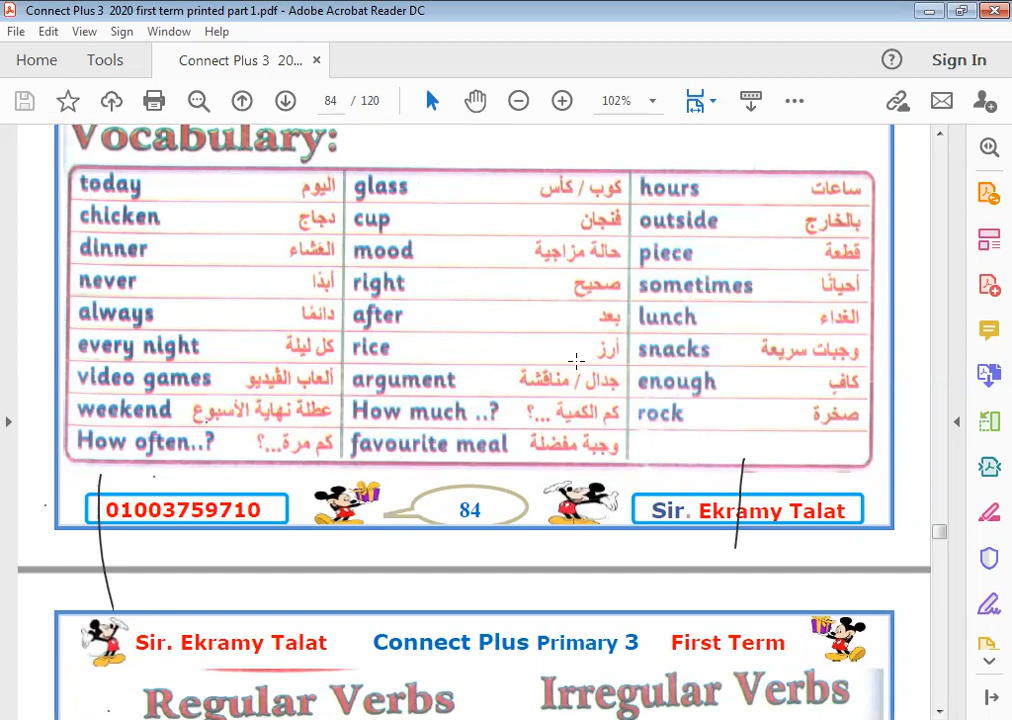 Connect Plus 3 2020 first term printed part 1.pdf - Adobe Acrobat Reader DC
File Edit View Sign Window Help
Home Tools Connect Plus 3 20... × Sign In
84 / 120 102%
Vocabulary:
today اليوم glass كوب / كأس hours ساعات
chicken دجاج cup فنجان outside بالخارج
dinner العَشاء mood حالة مزاجية piece قطعة
never أبدًا right صحيح sometimes أحيانًا
always دائمًا after بعد lunch الغداء
every night كل ليلة rice أرز snacks وجبات سريعة
video games ألعاب الڤيديو argument جدال / مناقشة enough كافٍ
weekend عطلة نهاية الأسبوع How much ..? كم الكمية ...؟ rock صخرة
How often..? كم مرة...؟ favourite meal وجبة مفضلة
01003759710 84 Sir. Ekramy Talat
Sir. Ekramy Talat Connect Plus Primary 3 First Term
Regular Verbs Irregular Verbs